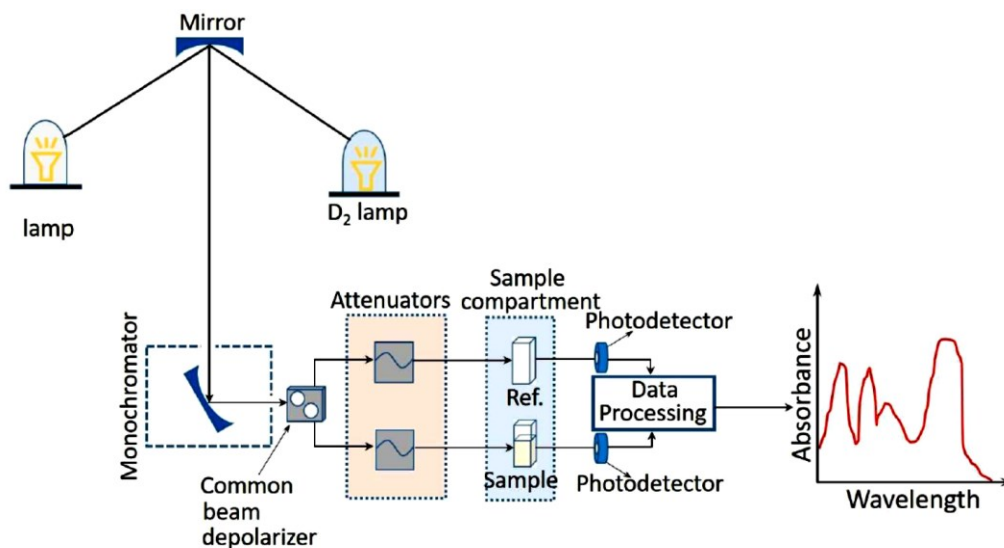 Mirror
lamp
D₂ lamp
Monochromator
Common
beam
depolarizer
Attenuators
Sample
compartment
Ref.
Sample
Photodetector
Photodetector
Data
Processing
Absorbance
Wavelength